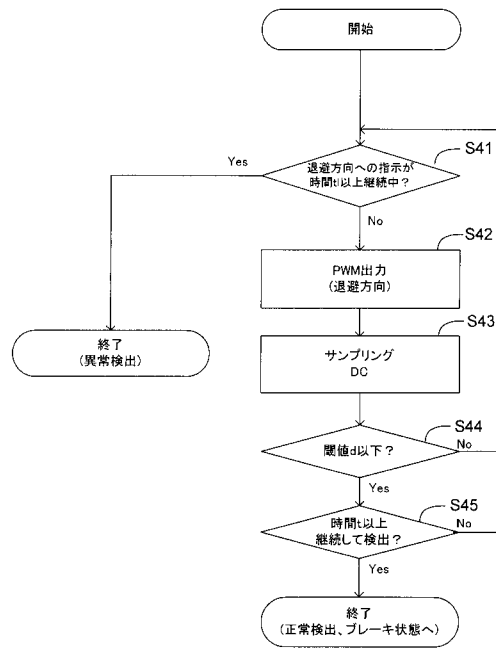 開始
S41
Yes
退避方向への指示が
時間tl以上継続中？
No
S42
PWM出力
(退避方向)
S43
終了
(異常検出)
サンプリング
DC
S44
閾値d以下？
No
Yes
S45
時間t以上
継続して検出？
No
Yes
終了
(正常検出、ブレーキ状態へ)